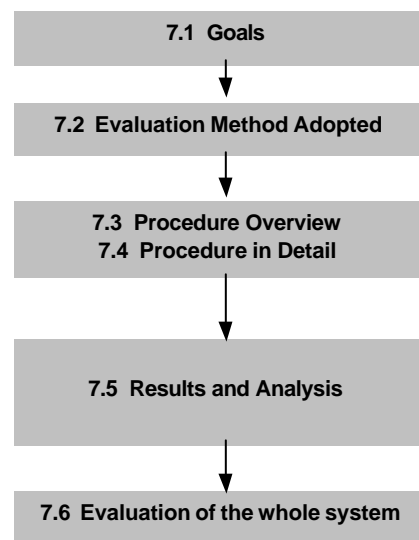 7.1 Goals
7.2 Evaluation Method Adopted
7.3 Procedure Overview
7.4 Procedure in Detail
7.5 Results and Analysis
7.6 Evaluation of the whole system